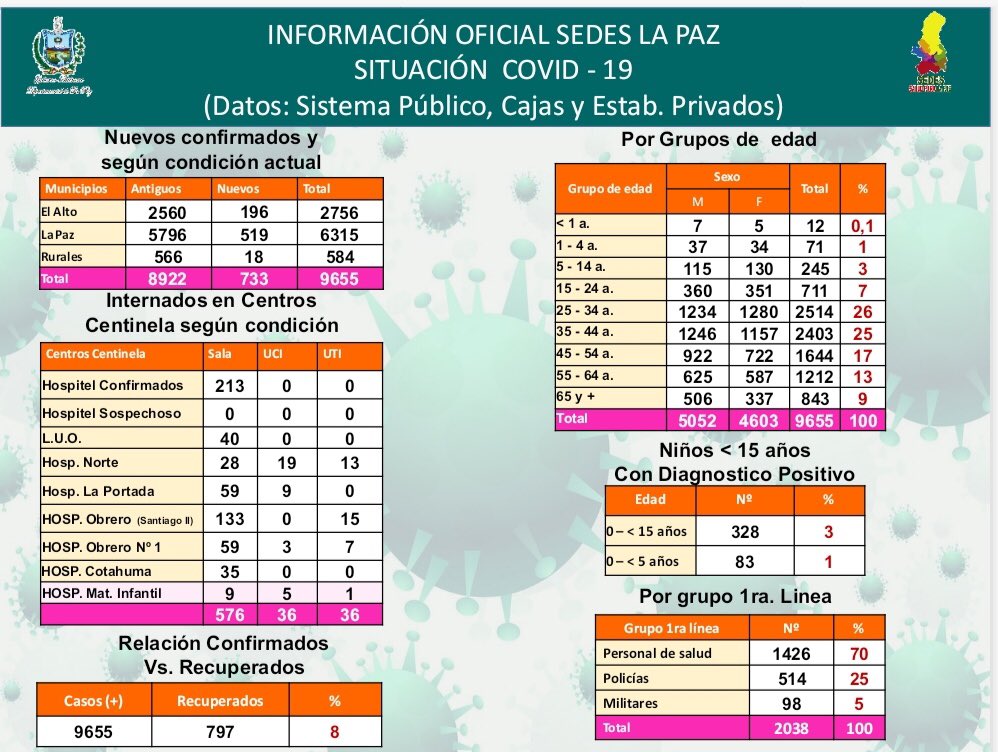 INFORMACIÓN OFICIAL SEDES LA PAZ
SITUACIÓN COVID - 19
(Datos: Sistema Público, Cajas y Estab. Privados)
SEDES
Nuevos confirmados y
según condición actual
Municipios Antiguos Nuevos Total
El Alto 2560 196 2756
La Paz 5796 519 6315
Rurales 566 18 584
Total 8922 733 9655
Internados en Centros
Centinela según condición
Centros Centinela Sala UCI UTI
Hospitel Confirmados 213 0 0
Hospitel Sospechoso 0 0 0
L.U.O. 40 0 0
Hosp. Norte 28 19 13
Hosp. La Portada 59 9 0
HOSP. Obrero (Santiago II) 133 0 15
HOSP. Obrero Nº 1 59 3 7
HOSP. Cotahuma 35 0 0
HOSP. Mat. Infantil 9 5 1
576 36 36
Relación Confirmados
Vs. Recuperados
Casos (+) Recuperados %
9655 797 8
Por Grupos de edad
Grupo de edad Sexo Total %
M F
< 1 a. 7 5 12 0,1
1 - 4 a. 37 34 71 1
5 - 14 a. 115 130 245 3
15 - 24 a. 360 351 711 7
25 - 34 a. 1234 1280 2514 26
35 - 44 a. 1246 1157 2403 25
45 - 54 a. 922 722 1644 17
55 - 64 a. 625 587 1212 13
65 y + 506 337 843 9
Total 5052 4603 9655 100
Niños < 15 años
Con Diagnostico Positivo
Edad Nº %
0 – < 15 años 328 3
0 – < 5 años 83 1
Por grupo 1ra. Linea
Grupo 1ra línea Nº %
Personal de salud 1426 70
Policías 514 25
Militares 98 5
Total 2038 100